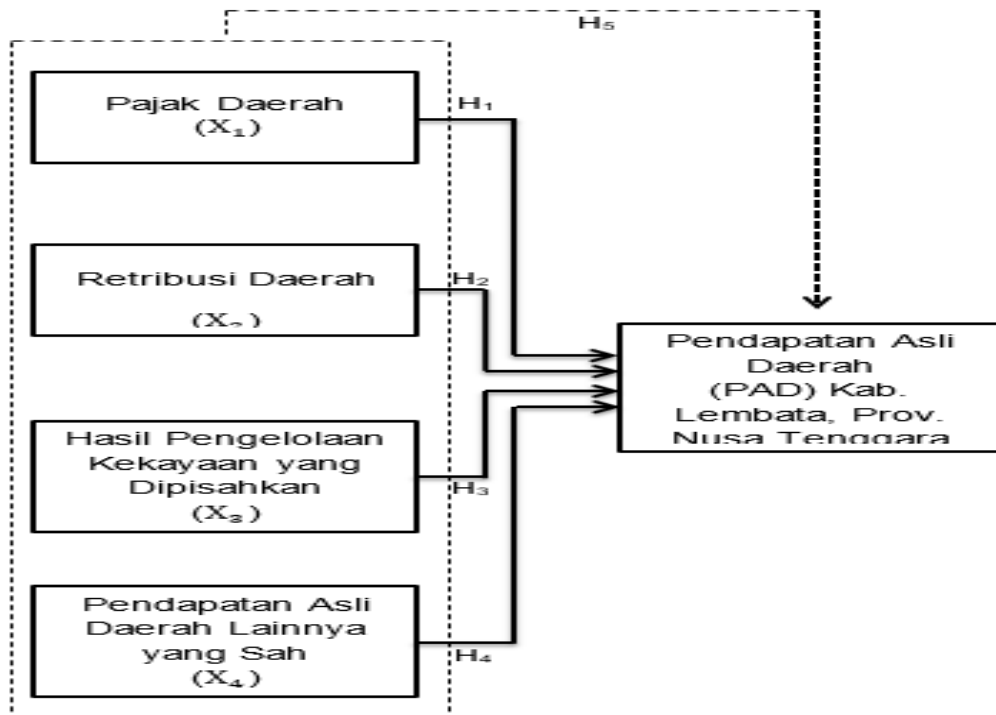 H₅
Pajak Daerah
(X₁)
H₁
Retribusi Daerah
(X₂)
H₂
Hasil Pengelolaan
Kekayaan yang
Dipisahkan
(X₃)
H₃
Pendapatan Asli
Daerah Lainnya
yang Sah
(X₄)
H₄
Pendapatan Asli
Daerah
(PAD) Kab.
Lembata, Prov.
Nusa Tenggara